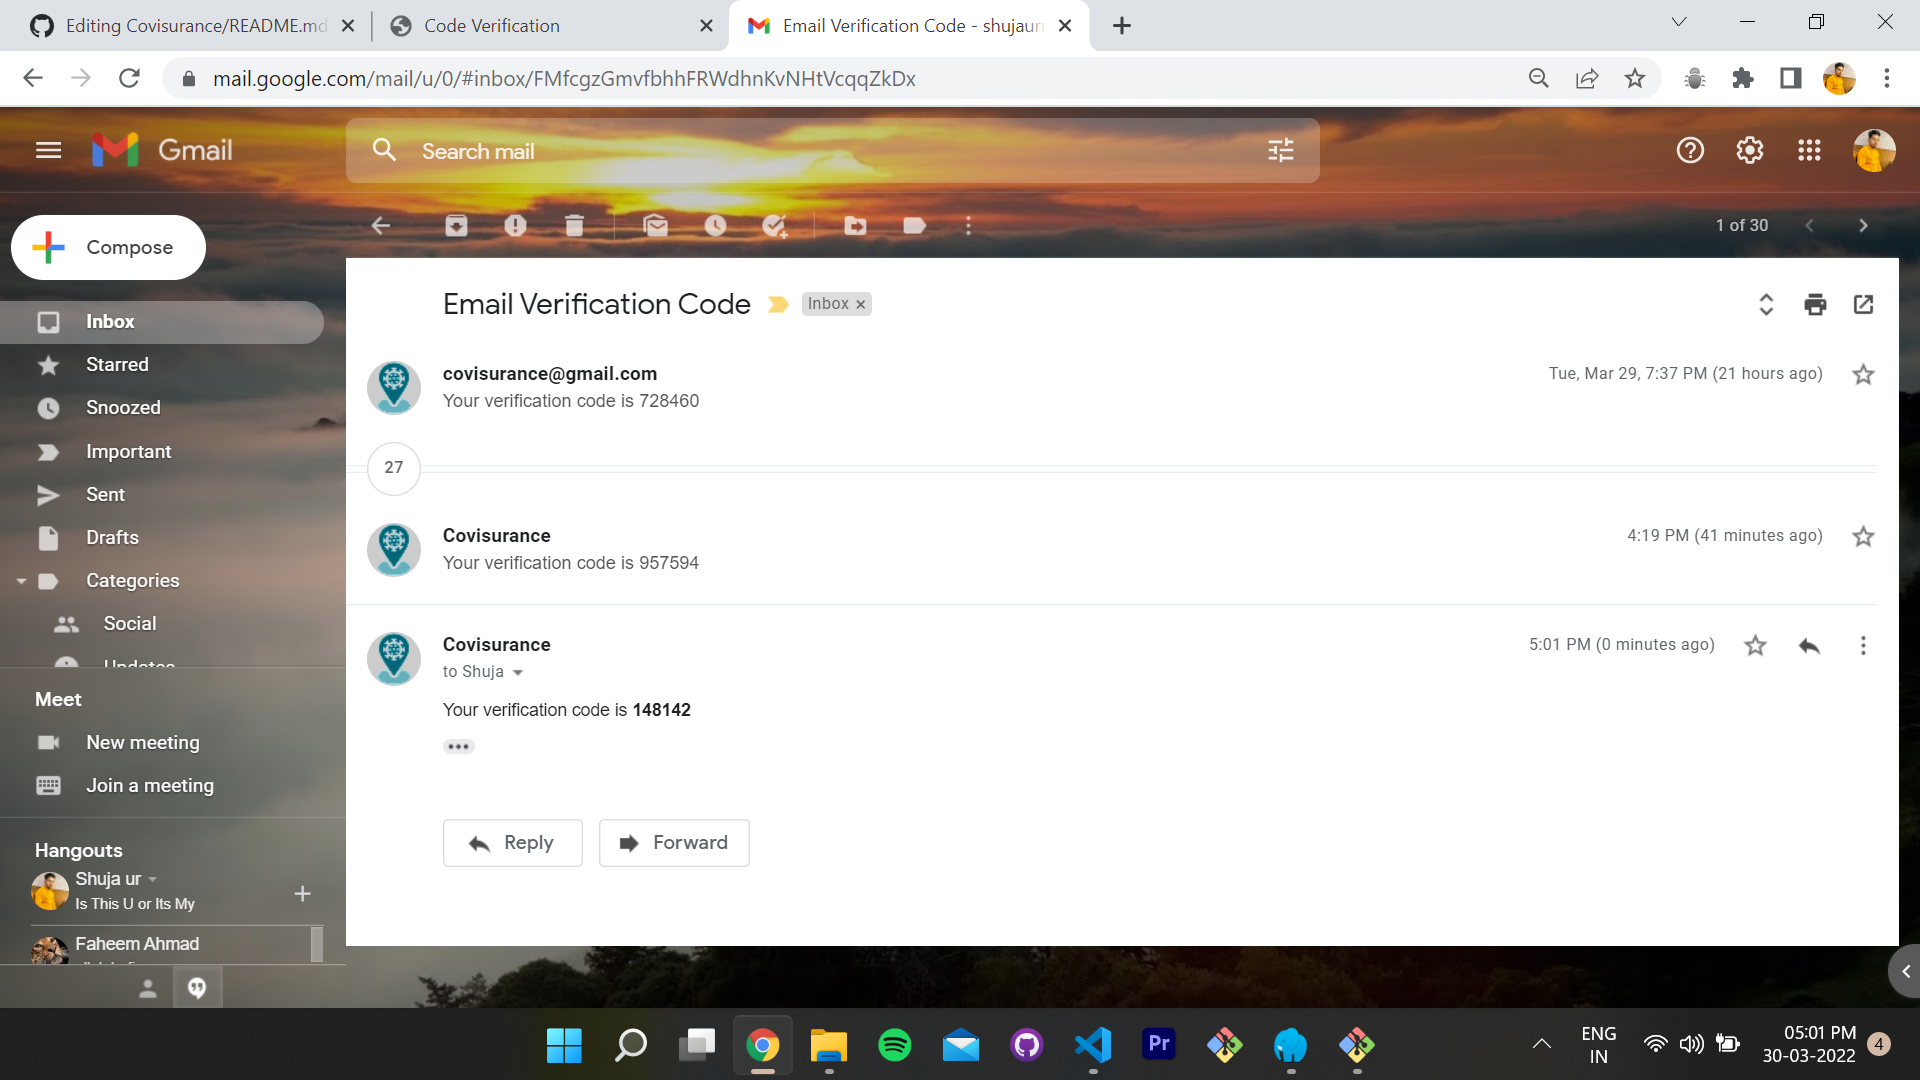 Editing Covisurance/README.md
Code Verification
Email Verification Code - shujaur
mail.google.com/mail/u/0/#inbox/FMfcgzGmvfbhhFRWdhnKvNHtVcqqZkDx
Gmail
Search mail
Compose
1 of 30
Inbox
Starred
Snoozed
Important
Sent
Drafts
Categories
Social
Updates
Meet
New meeting
Join a meeting
Hangouts
Shuja ur
Is This U or Its My
Faheem Ahmad
Email Verification Code
Inbox ×
covisurance@gmail.com
Tue, Mar 29, 7:37 PM (21 hours ago)
Your verification code is 728460
27
Covisurance
4:19 PM (41 minutes ago)
Your verification code is 957594
Covisurance
5:01 PM (0 minutes ago)
to Shuja
Your verification code is 148142
Reply
Forward
Pr
ENG
IN
05:01 PM
30-03-2022
4